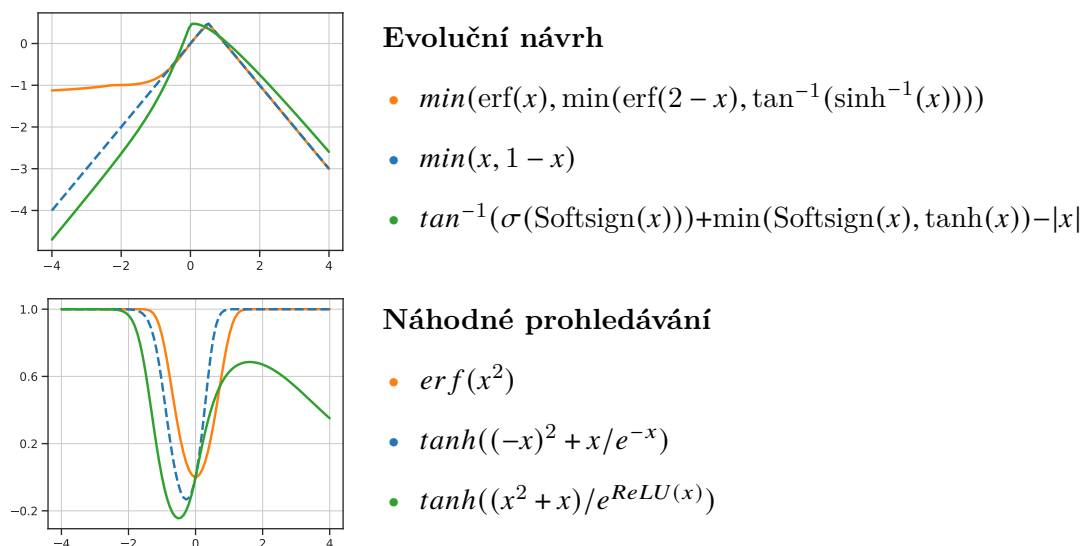 0
−1
−2
−3
−4
−4 −2 0 2 4
Evoluční návrh
• min(erf(x), min(erf(2 − x), tan⁻¹(sinh⁻¹(x))))
• min(x, 1 − x)
• tan⁻¹(σ(Softsign(x)))+min(Softsign(x), tanh(x))−|x|
1.0
0.6
0.2
−0.2
−4 −2 0 2 4
Náhodné prohledávání
• erf(x²)
• tanh((−x)² + x/e⁻ˣ)
• tanh((x² + x)/e^{ReLU(x)})